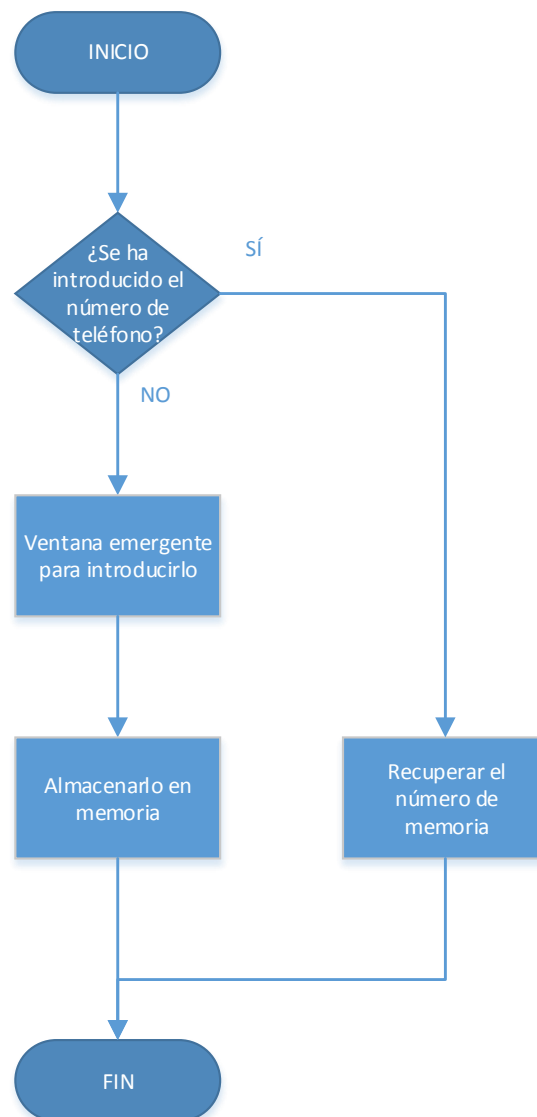 INICIO
¿Se ha
introducido el
número de
teléfono?
SÍ
NO
Ventana emergente
para introducirlo
Almacenarlo en
memoria
Recuperar el
número de
memoria
FIN